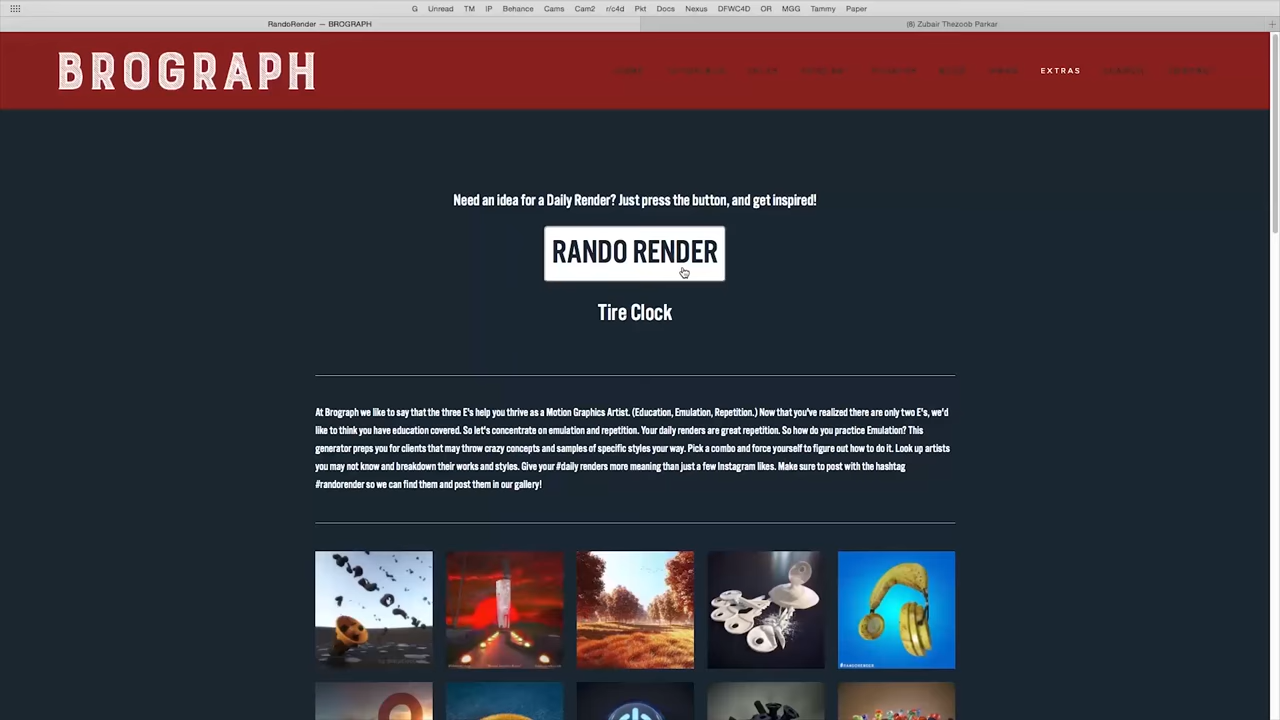 G Unread TM IP Behance Cams Cam2 r/c4d Pkt Docs Nexus DFWC4D OR MGG Tammy Paper
RandoRender — BROGRAPH
(8) Zubair Thezoob Parkar
BROGRAPH
EXTRAS
Need an idea for a Daily Render? Just press the button, and get inspired!
RANDO RENDER
Tire Clock
At Brograph we like to say that the three E's help you thrive as a Motion Graphics Artist. (Education, Emulation, Repetition.) Now that you've realized there are only two E's, we'd
like to think you have education covered. So let's concentrate on emulation and repetition. Your daily renders are great repetition. So how do you practice Emulation? This
generator preps you for clients that may throw crazy concepts and samples of specific styles your way. Pick a combo and force yourself to figure out how to do it. Look up artists
you may not know and breakdown their works and styles. Give your #daily renders more meaning than just a few Instagram likes. Make sure to post with the hashtag
#randorender so we can find them and post them in our gallery!
#RANDORENDER